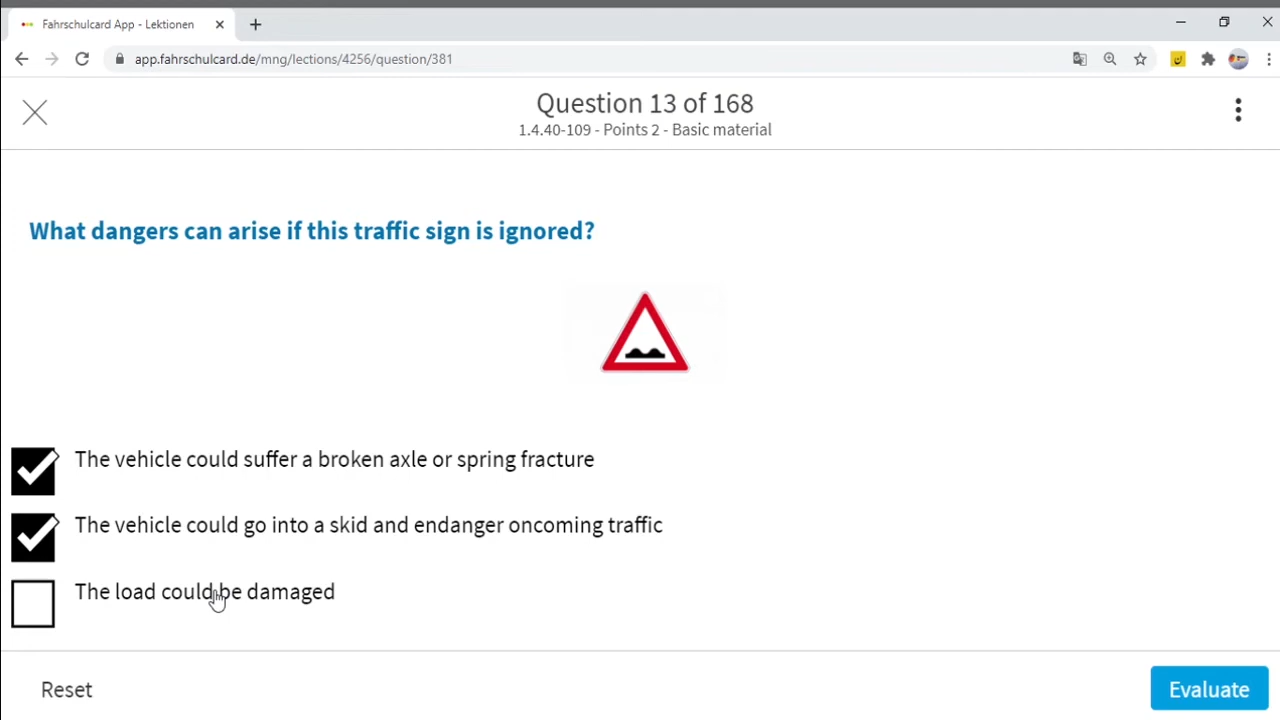 Fahrschulcard App - Lektionen
app.fahrschulcard.de/mng/lections/4256/question/381
Question 13 of 168
1.4.40-109 - Points 2 - Basic material
What dangers can arise if this traffic sign is ignored?
The vehicle could suffer a broken axle or spring fracture
The vehicle could go into a skid and endanger oncoming traffic
The load could be damaged
Reset
Evaluate